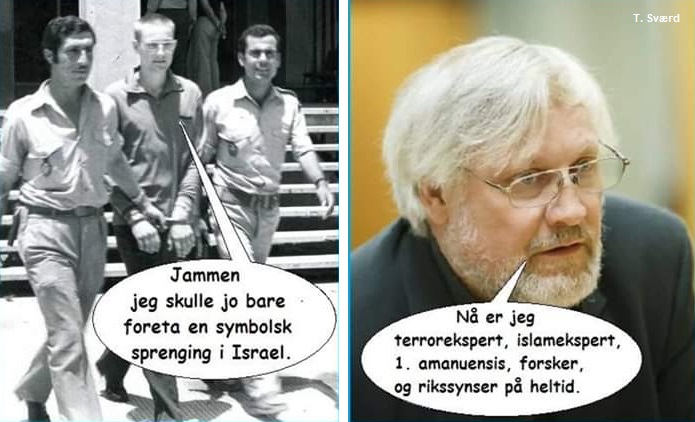 T. Sværd
Jammen
jeg skulle jo bare
foreta en symbolsk
sprenging i Israel.
Nå er jeg
terrorekspert, islamekspert,
1. amanuensis, forsker,
og rikssynser på heltid.